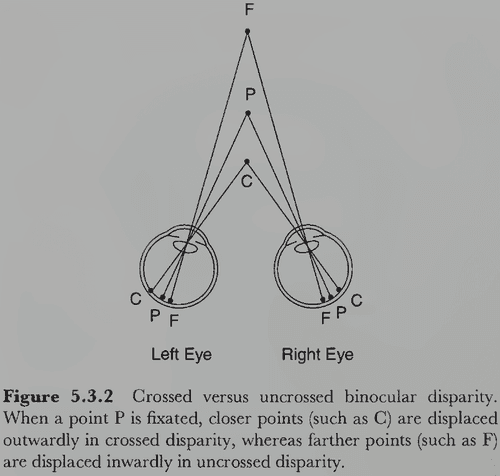 F
P
C
C
P
F
F
P
C
Left Eye
Right Eye
Figure 5.3.2 Crossed versus uncrossed binocular disparity.
When a point P is fixated, closer points (such as C) are displaced
outwardly in crossed disparity, whereas farther points (such as F)
are displaced inwardly in uncrossed disparity.